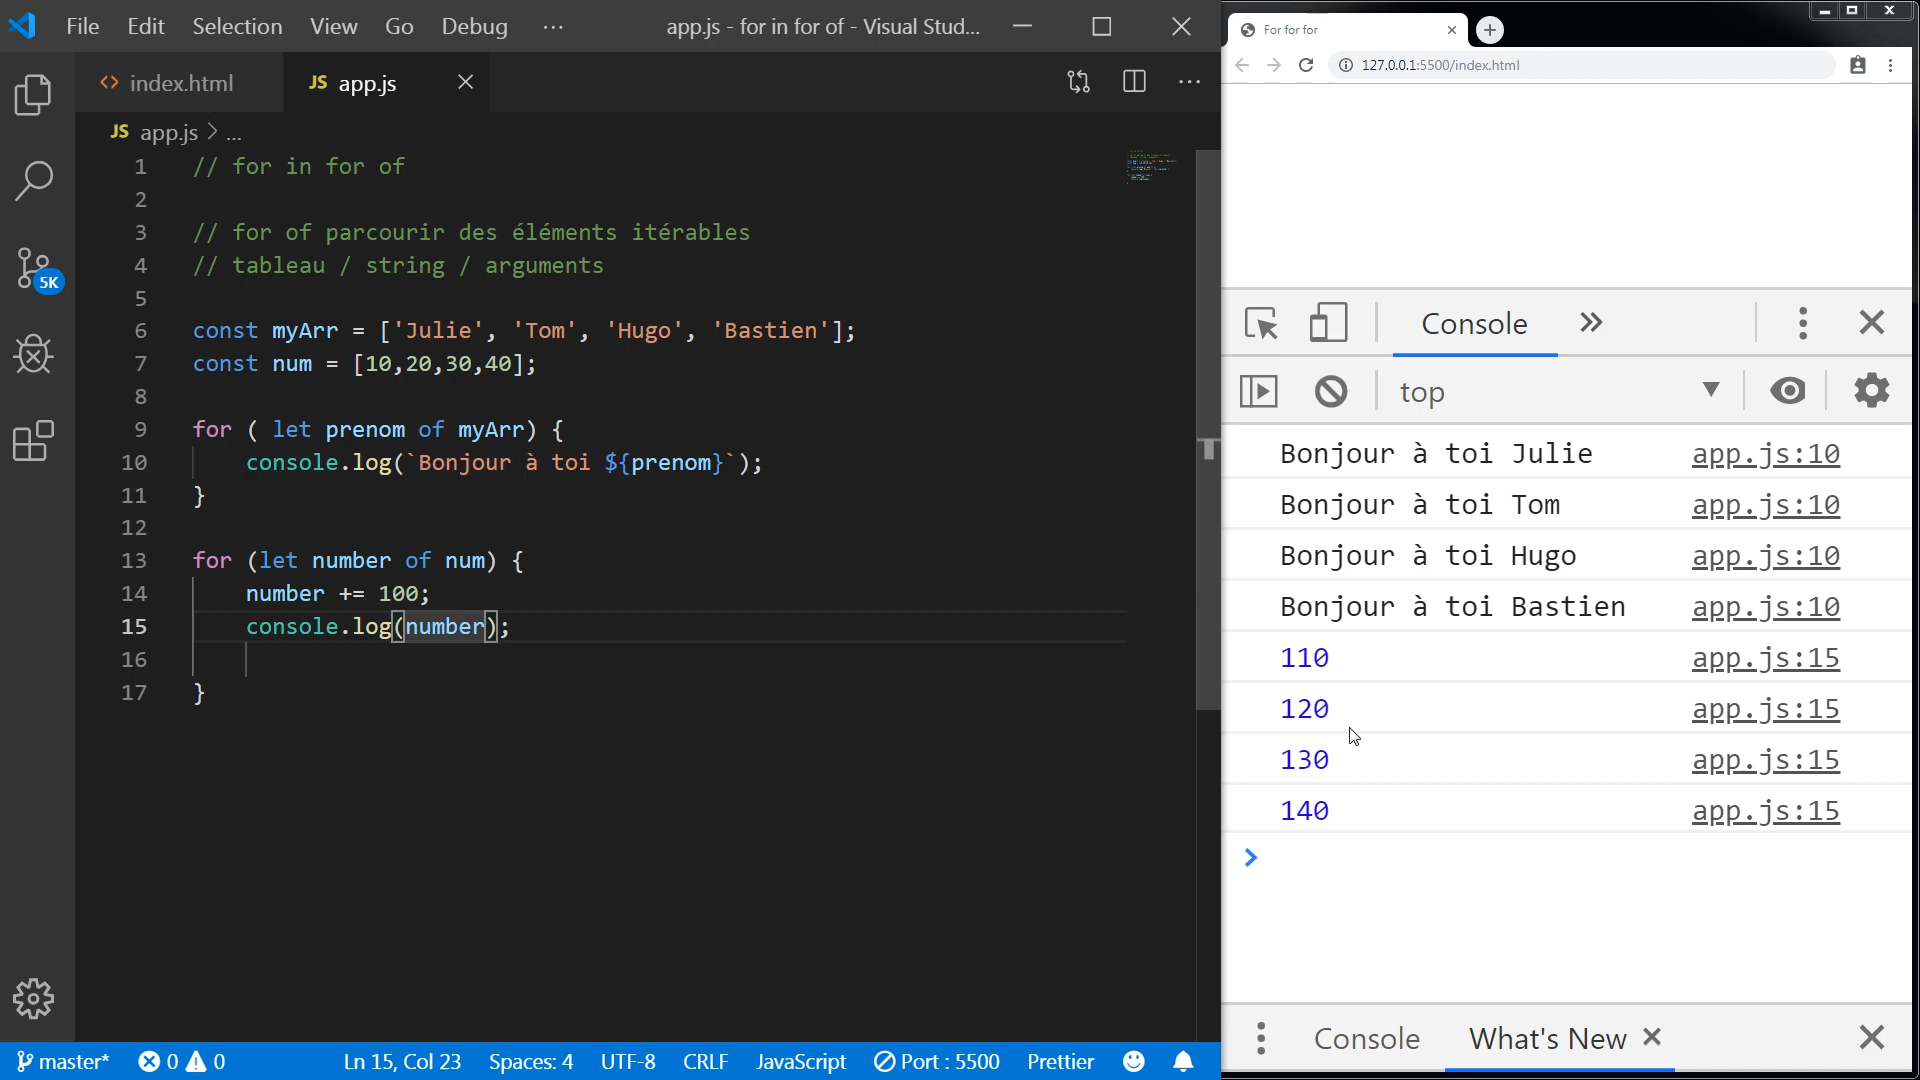 File Edit Selection View Go Debug ··· app.js - for in for of - Visual Stud...
<> index.html JS app.js
JS app.js > ...
1 // for in for of
2
3 // for of parcourir des éléments itérables
4 // tableau / string / arguments
5
6 const myArr = ['Julie', 'Tom', 'Hugo', 'Bastien'];
7 const num = [10,20,30,40];
8
9 for ( let prenom of myArr) {
10 console.log(`Bonjour à toi ${prenom}`);
11 }
12
13 for (let number of num) {
14 number += 100;
15 console.log(number);
16
17 }
5K
master* 0 0 Ln 15, Col 23 Spaces: 4 UTF-8 CRLF JavaScript Port : 5500 Prettier
For for for
127.0.0.1:5500/index.html
Console
top
Bonjour à toi Julie app.js:10
Bonjour à toi Tom app.js:10
Bonjour à toi Hugo app.js:10
Bonjour à toi Bastien app.js:10
110 app.js:15
120 app.js:15
130 app.js:15
140 app.js:15
Console What's New